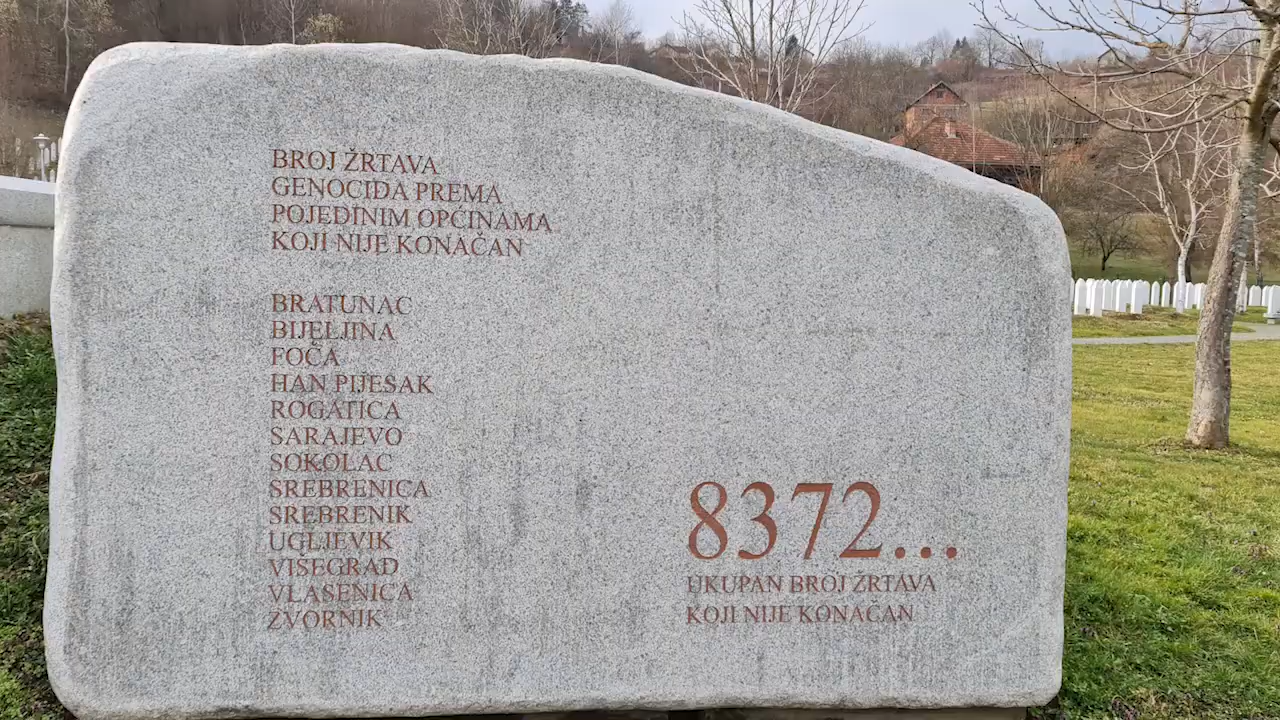 BROJ ŽRTAVA
GENOCIDA PREMA
POJEDINIM OPĆINAMA
KOJI NIJE KONAČAN
BRATUNAC
BIJELJINA
FOČA
HAN PIJESAK
ROGATICA
SARAJEVO
SOKOLAC
SREBRENICA
SREBRENIK
UGLJEVIK
VIŠEGRAD
VLASENICA
ZVORNIK
8372...
UKUPAN BROJ ŽRTAVA
KOJI NIJE KONAČAN